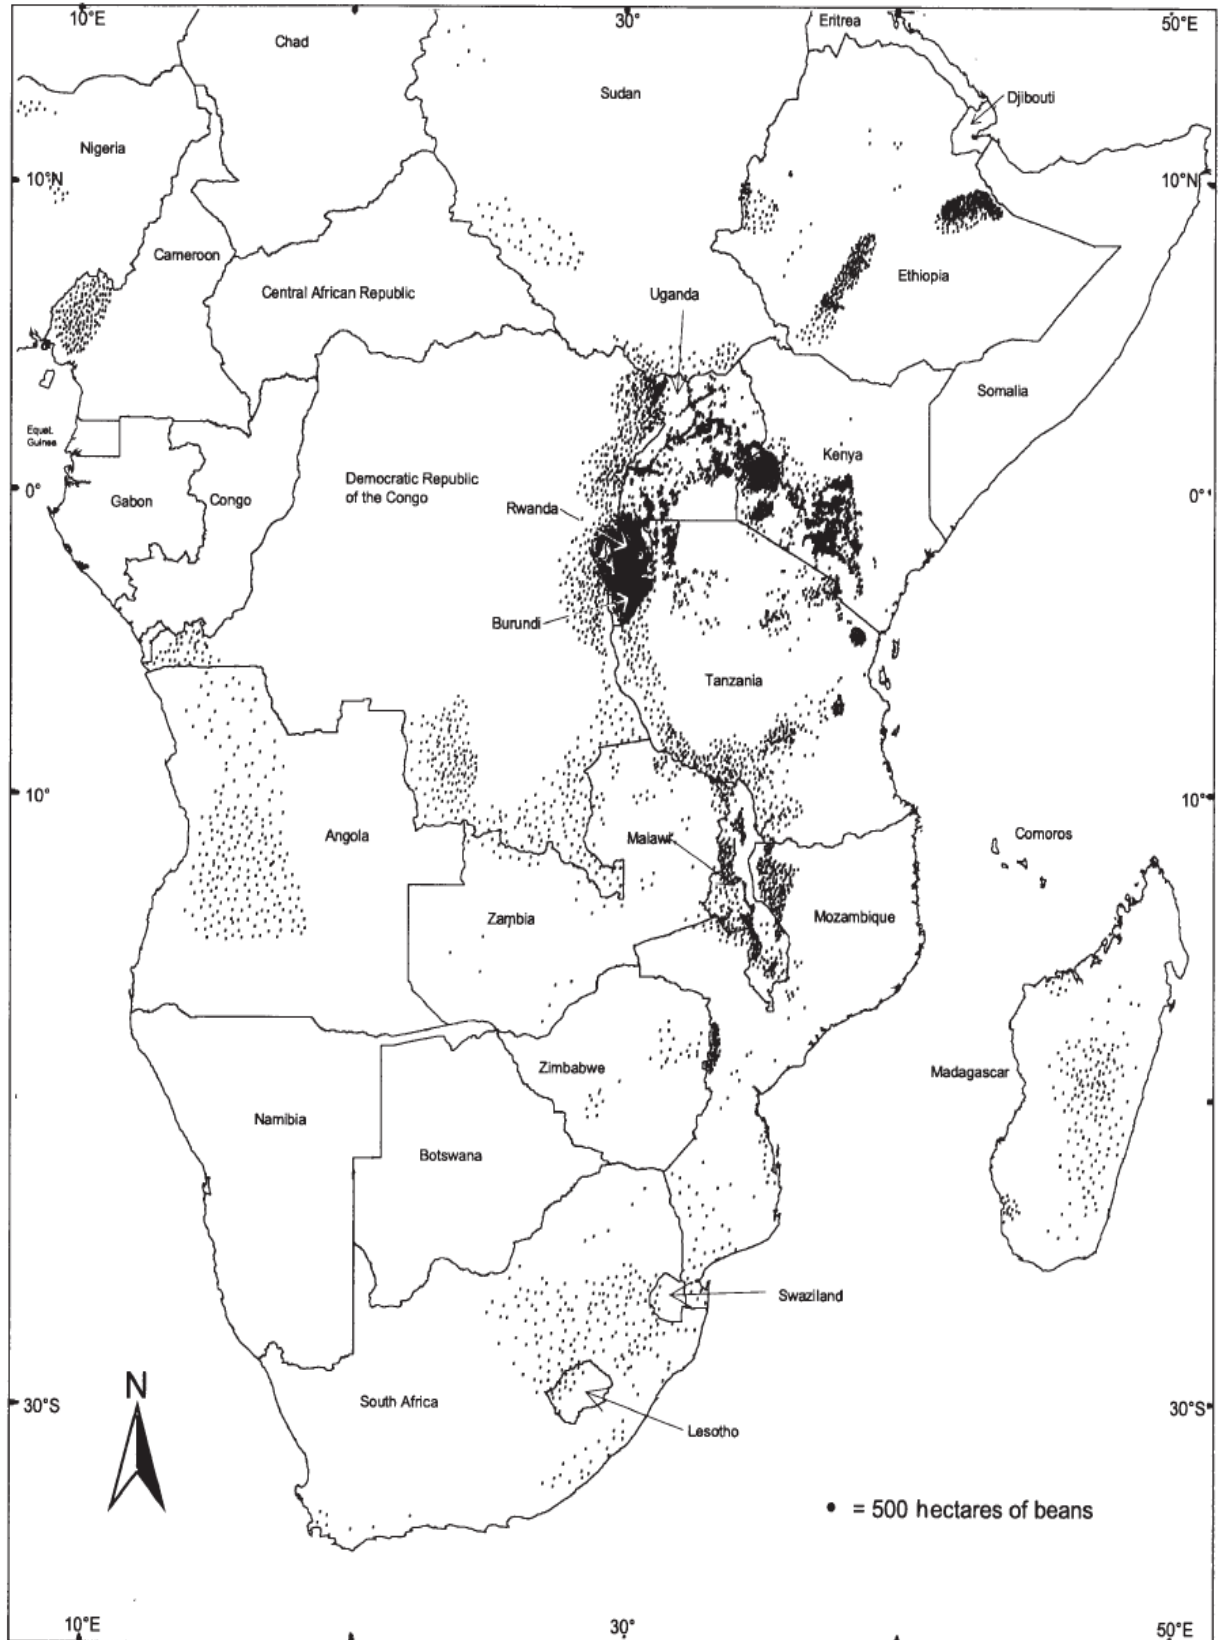 10°E
30°
50°E
Eritrea
Chad
Sudan
Djibouti
Nigeria
10°N
10°N
Cameroon
Central African Republic
Uganda
Ethiopia
Somalia
Equet.
Guinea
Kenya
Democratic Republic
of the Congo
0°
0°
Gabon
Congo
Rwanda
Burundi
Tanzania
10°
10°
Angola
Malawi
Comoros
Zambia
Mozambique
Zimbabwe
Madagascar
Namibia
Botswana
Swaziland
N
South Africa
30°S
30°S
Lesotho
= 500 hectares of beans
10°E
30°
50°E